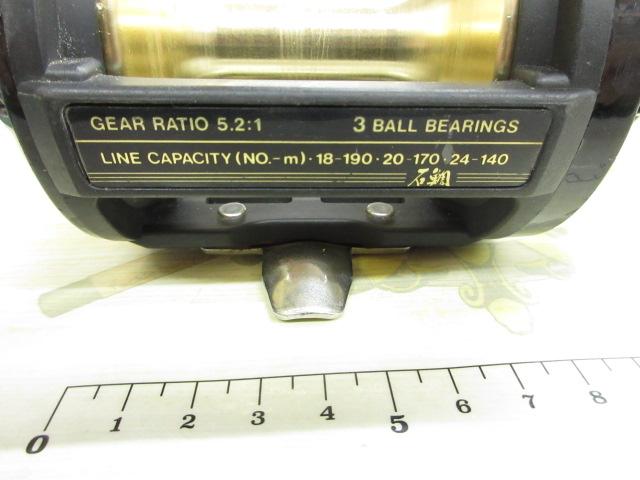 GEAR RATIO 5.2:1 3 BALL BEARINGS
LINE CAPACITY (NO.-m)·18-190·20-170·24-140
石鯛
0 1 2 3 4 5 6 7 8